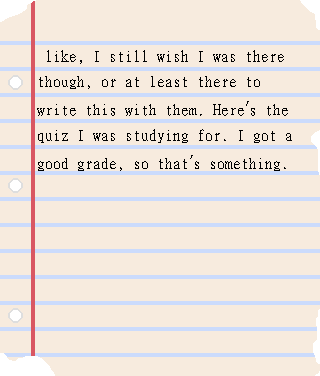 like, I still wish I was there
though, or at least there to
write this with them. Here's the
quiz I was studying for. I got a
good grade, so that's something.